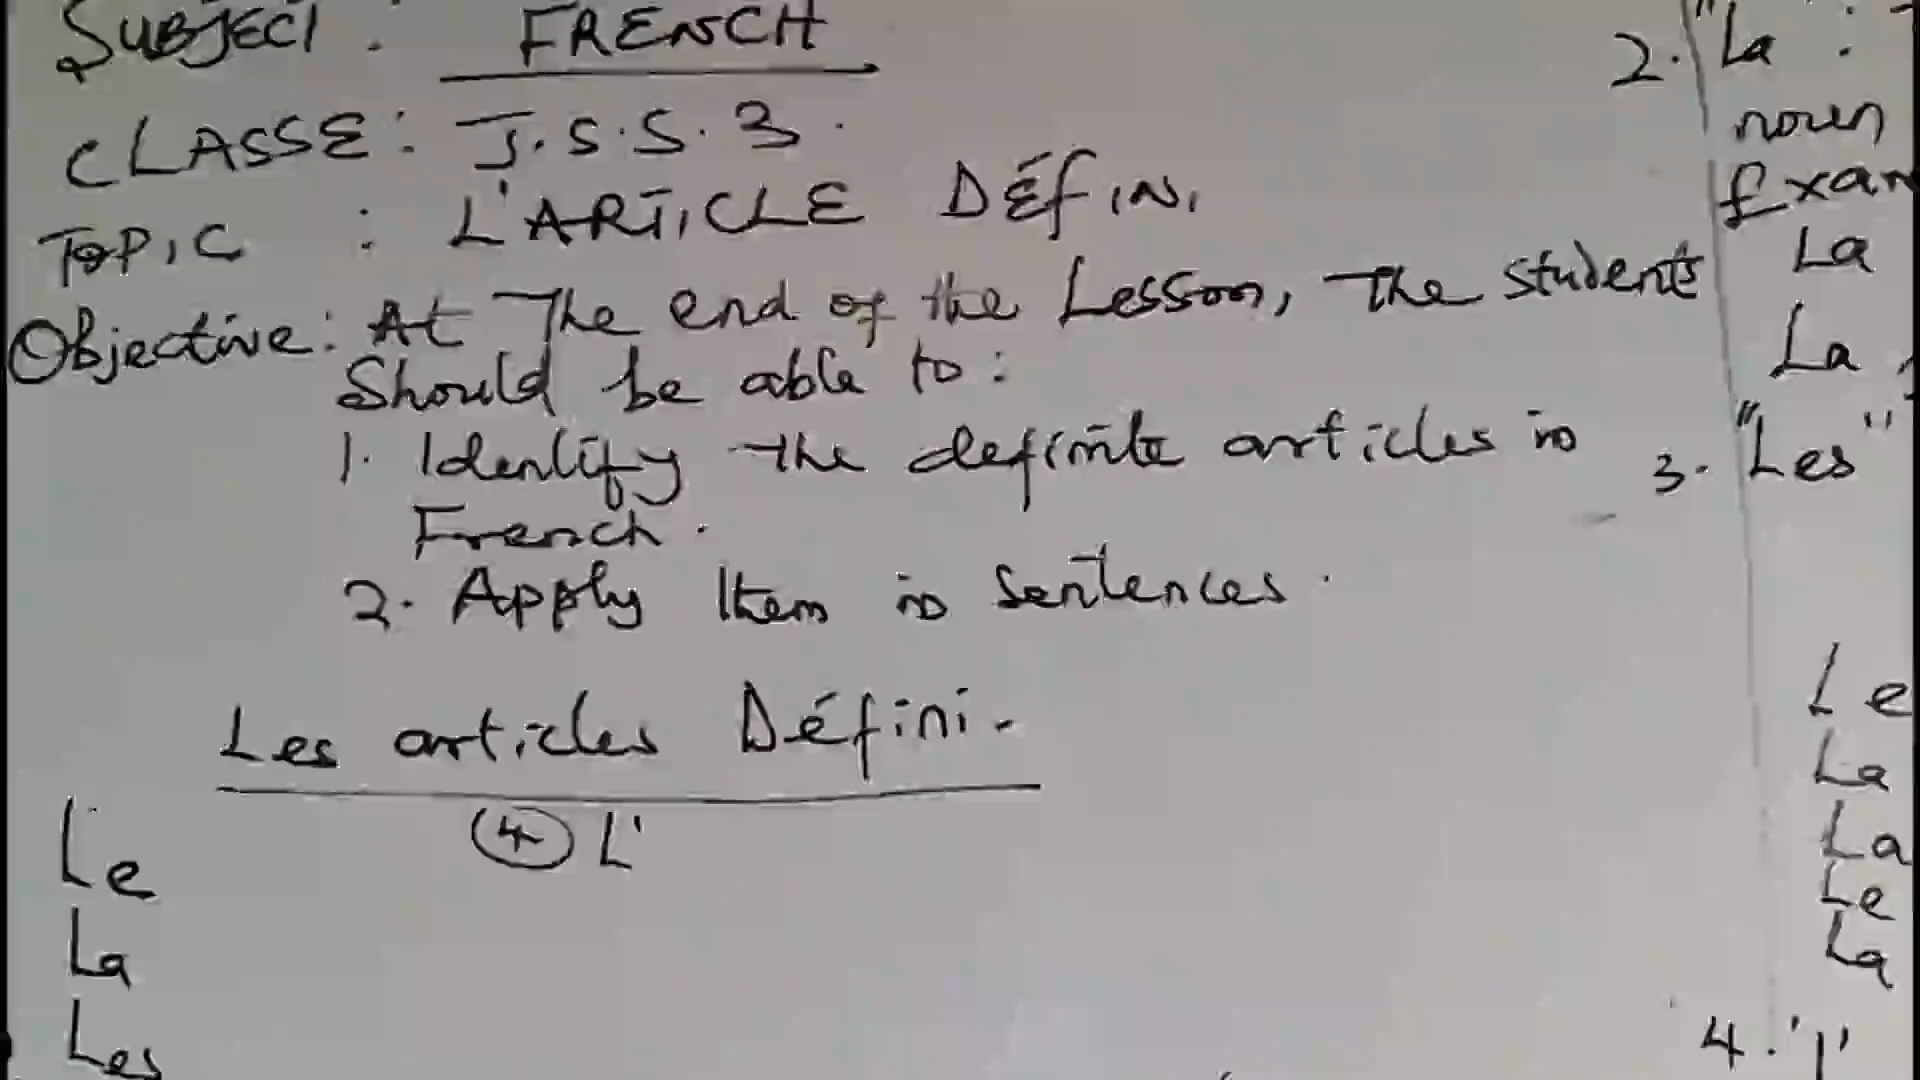 SUBJECT : FRENCH
CLASSE : J.S.S.3.
TOPIC : L'ARTICLE DÉFINI
Objective: At The end of the Lesson, The students
Should be able to:
1. Identify the definite articles in
French.
2. Apply them in Sentences.
Les articles Défini.
④ L'
Le
La
Les
2. "La :
noun
Exam
La
La
3. "Les"
Le
La
La
Le
La
4. 'l'